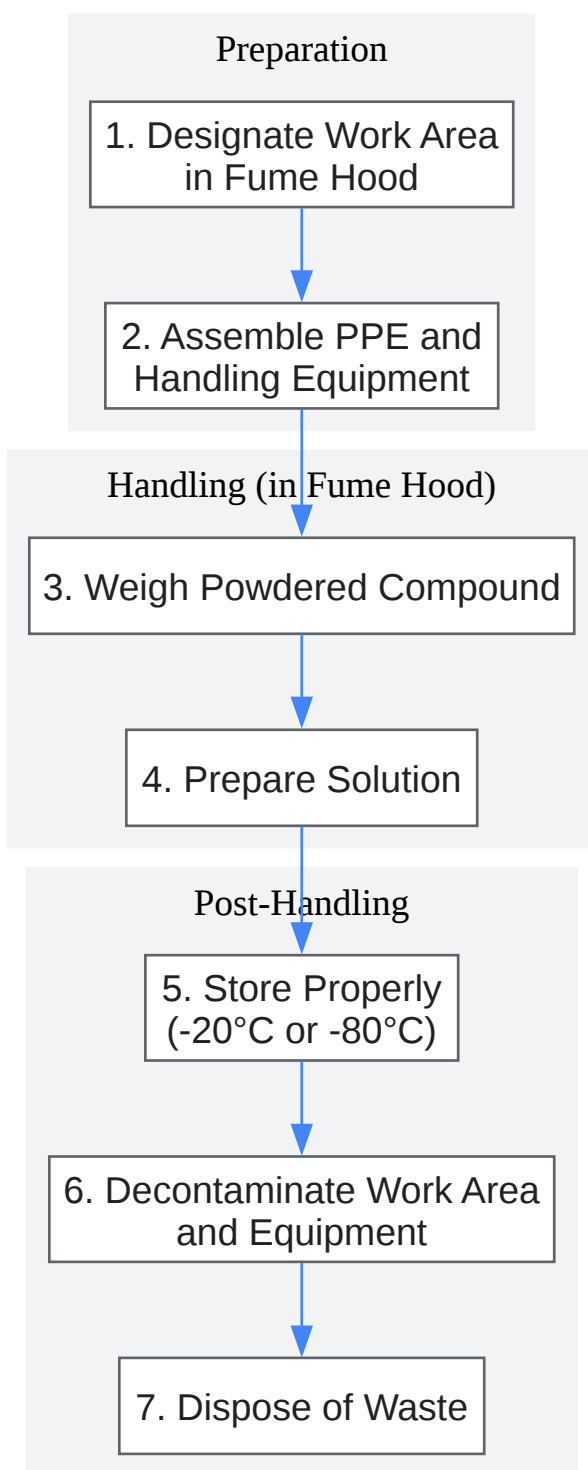 Preparation
1. Designate Work Area
in Fume Hood
2. Assemble PPE and
Handling Equipment
Handling (in Fume Hood)
3. Weigh Powdered Compound
4. Prepare Solution
Post-Handling
5. Store Properly
(-20°C or -80°C)
6. Decontaminate Work Area
and Equipment
7. Dispose of Waste